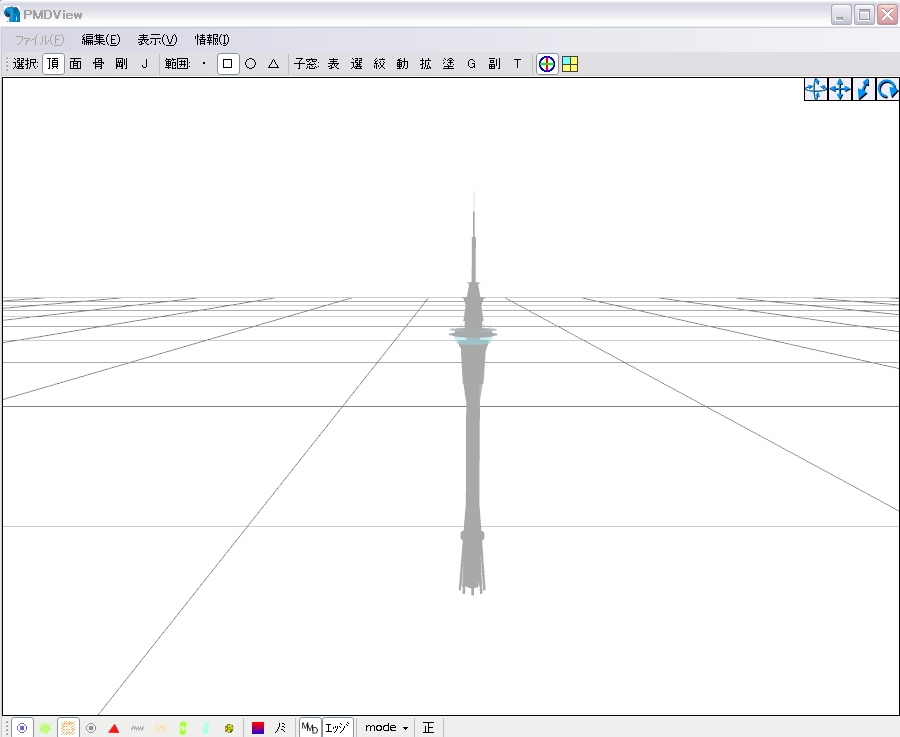 PMDView
ファイル(F) 編集(E) 表示(V) 情報(I)
選択: 頂 面 骨 剛 J 範囲: 子窓: 表 選 絞 動 拡 塗 G 副 T
ﾉﾐ MMD ｴｯｼﾞ mode 正